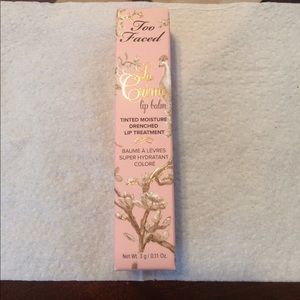 Too
Faced
La
Crème
lip balm
TINTED MOISTURE
DRENCHED
LIP TREATMENT
BAUME À LÈVRES
SUPER HYDRATANT
COLORÉ
Net Wt. 3 g / 0.11 Oz.